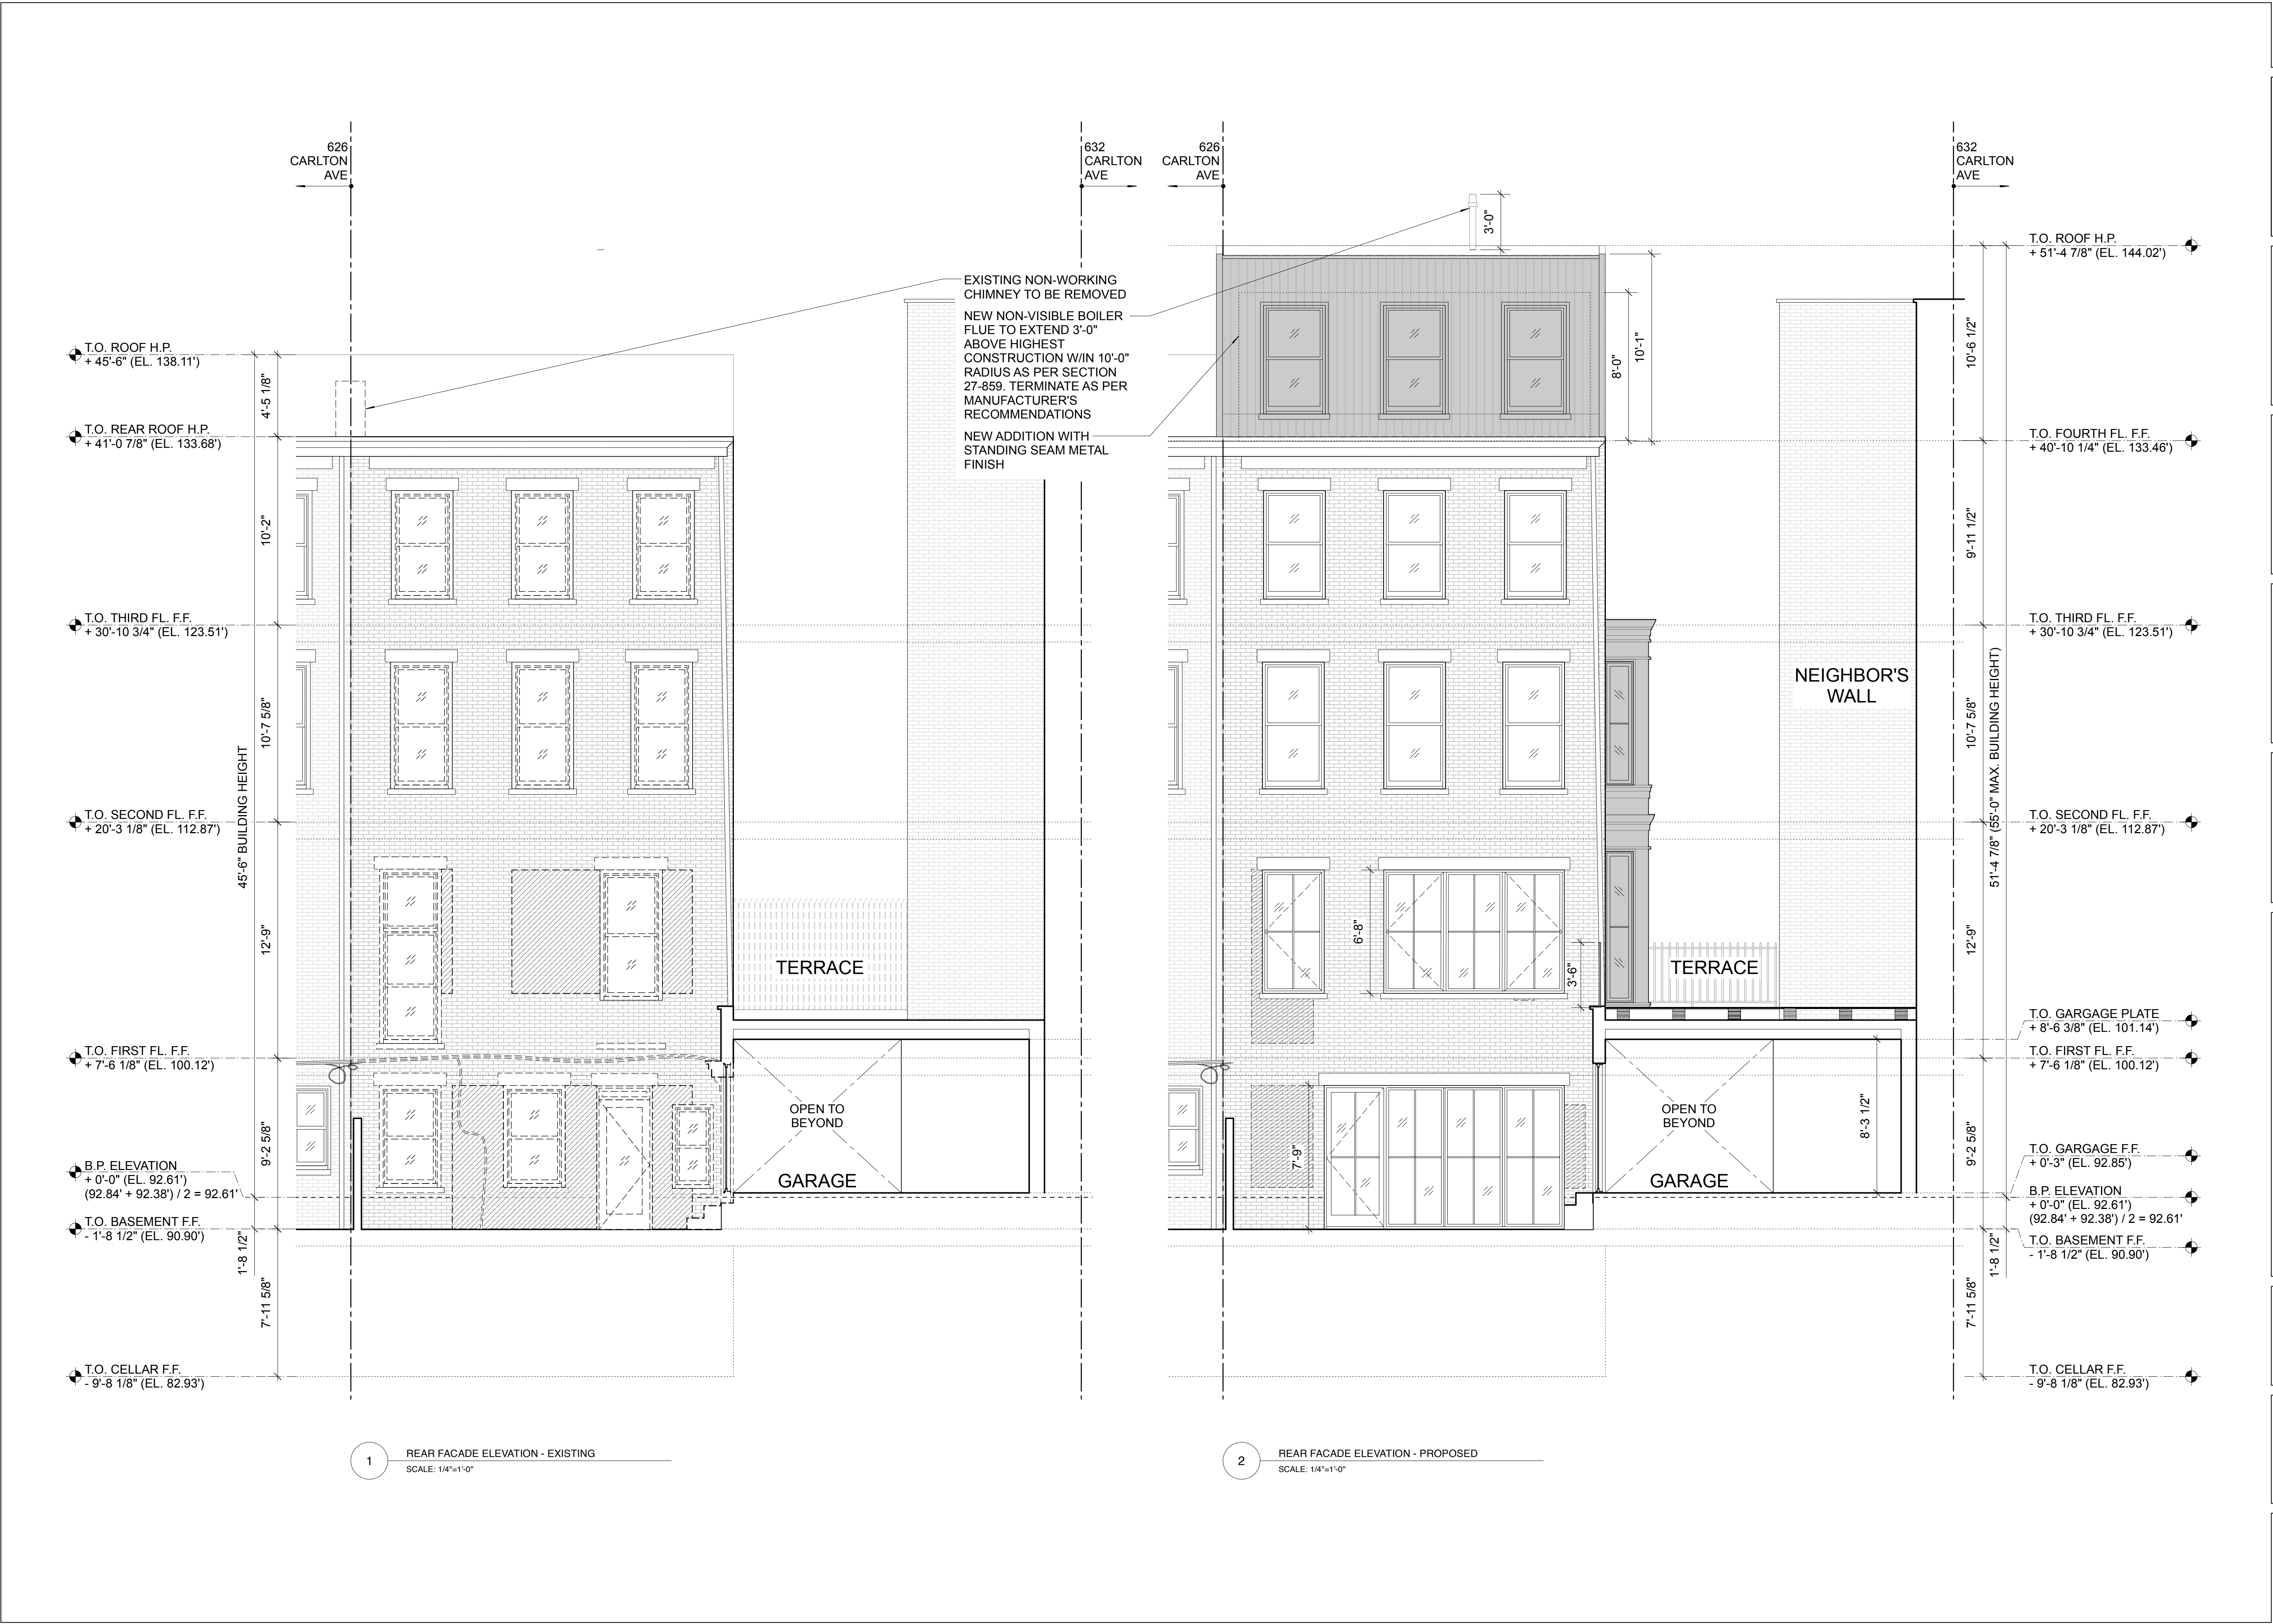 626
CARLTON
AVE
632
CARLTON
AVE
T.O. ROOF H.P.
+ 45'-6" (EL. 138.11')
T.O. REAR ROOF H.P.
+ 41'-0 7/8" (EL. 133.68')
T.O. THIRD FL. F.F.
+ 30'-10 3/4" (EL. 123.51')
T.O. SECOND FL. F.F.
+ 20'-3 1/8" (EL. 112.87')
T.O. FIRST FL. F.F.
+ 7'-6 1/8" (EL. 100.12')
B.P. ELEVATION
+ 0'-0" (EL. 92.61')
(92.84' + 92.38') / 2 = 92.61'
T.O. BASEMENT F.F.
- 1'-8 1/2" (EL. 90.90')
T.O. CELLAR F.F.
- 9'-8 1/8" (EL. 82.93')
45'-6" BUILDING HEIGHT
1'-8 1/2"
4'-5 1/8"
10'-2"
10'-7 5/8"
12'-9"
9'-2 5/8"
7'-11 5/8"
TERRACE
OPEN TO
BEYOND
GARAGE
EXISTING NON-WORKING
CHIMNEY TO BE REMOVED
NEW NON-VISIBLE BOILER
FLUE TO EXTEND 3'-0"
ABOVE HIGHEST
CONSTRUCTION W/IN 10'-0"
RADIUS AS PER SECTION
27-859. TERMINATE AS PER
MANUFACTURER'S
RECOMMENDATIONS
NEW ADDITION WITH
STANDING SEAM METAL
FINISH
1
REAR FACADE ELEVATION - EXISTING
SCALE: 1/4"=1'-0"
626
CARLTON
AVE
632
CARLTON
AVE
3'-0"
8'-0"
10'-1"
6'-8"
3'-6"
7'-9"
8'-3 1/2"
NEIGHBOR'S
WALL
TERRACE
OPEN TO
BEYOND
GARAGE
10'-6 1/2"
9'-11 1/2"
10'-7 5/8"
12'-9"
9'-2 5/8"
7'-11 5/8"
51'-4 7/8" (55'-0" MAX. BUILDING HEIGHT)
1'-8 1/2"
T.O. ROOF H.P.
+ 51'-4 7/8" (EL. 144.02')
T.O. FOURTH FL. F.F.
+ 40'-10 1/4" (EL. 133.46')
T.O. THIRD FL. F.F.
+ 30'-10 3/4" (EL. 123.51')
T.O. SECOND FL. F.F.
+ 20'-3 1/8" (EL. 112.87')
T.O. GARGAGE PLATE
+ 8'-6 3/8" (EL. 101.14')
T.O. FIRST FL. F.F.
+ 7'-6 1/8" (EL. 100.12')
T.O. GARGAGE F.F.
+ 0'-3" (EL. 92.85')
B.P. ELEVATION
+ 0'-0" (EL. 92.61')
(92.84' + 92.38') / 2 = 92.61'
T.O. BASEMENT F.F.
- 1'-8 1/2" (EL. 90.90')
T.O. CELLAR F.F.
- 9'-8 1/8" (EL. 82.93')
2
REAR FACADE ELEVATION - PROPOSED
SCALE: 1/4"=1'-0"